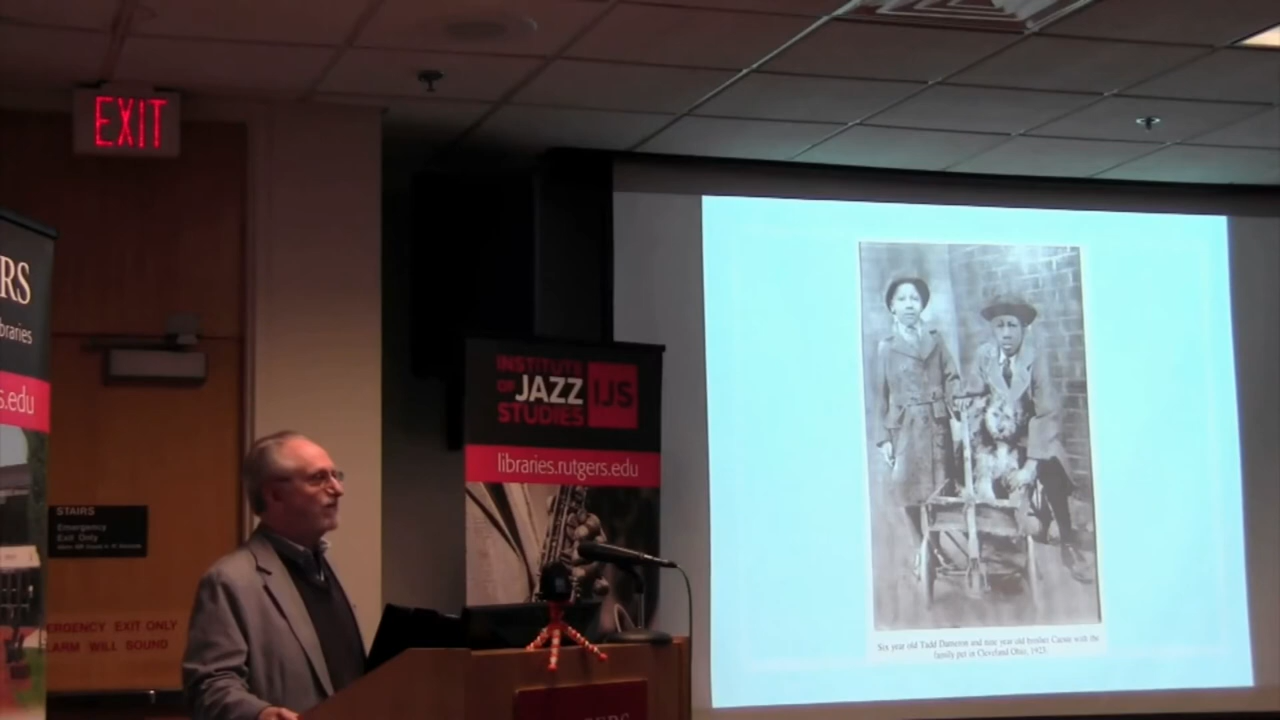 EXIT
RS
braries
s.edu
INSTITUTE
OF JAZZ IJS
STUDIES
libraries.rutgers.edu
STAIRS
Emergency
Exit Only
ERGENCY EXIT ONLY
LARM WILL SOUND
Six year old Tadd Dameron and nine year old brother Caesar with the
family pet in Cleveland Ohio, 1923.